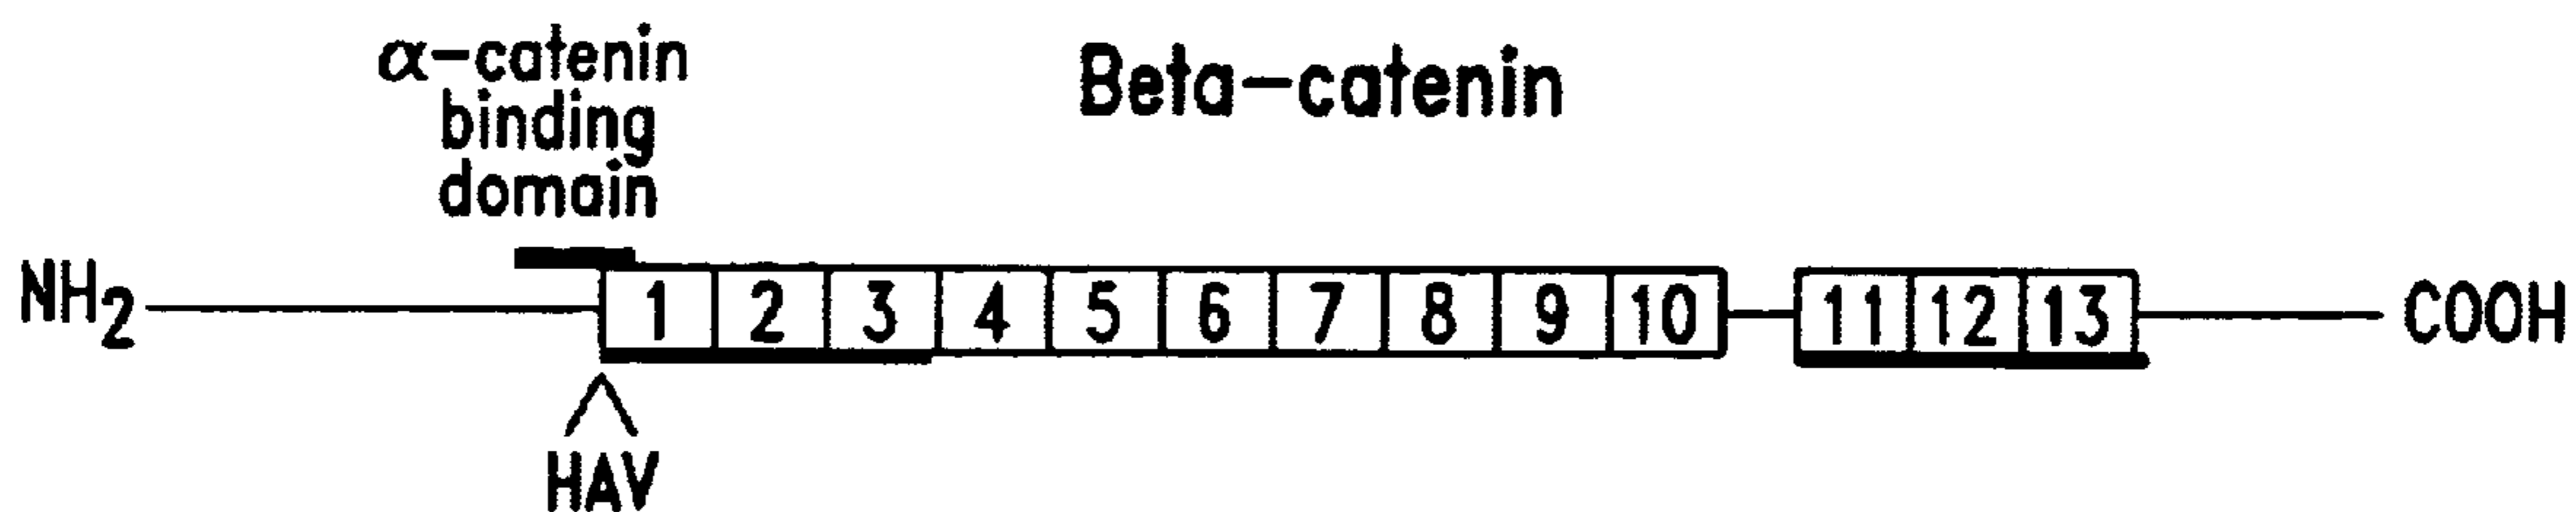 α-catenin
binding
domain
Beta-catenin
NH2
1 2 3 4 5 6 7 8 9 10 11 12 13
COOH
HAV